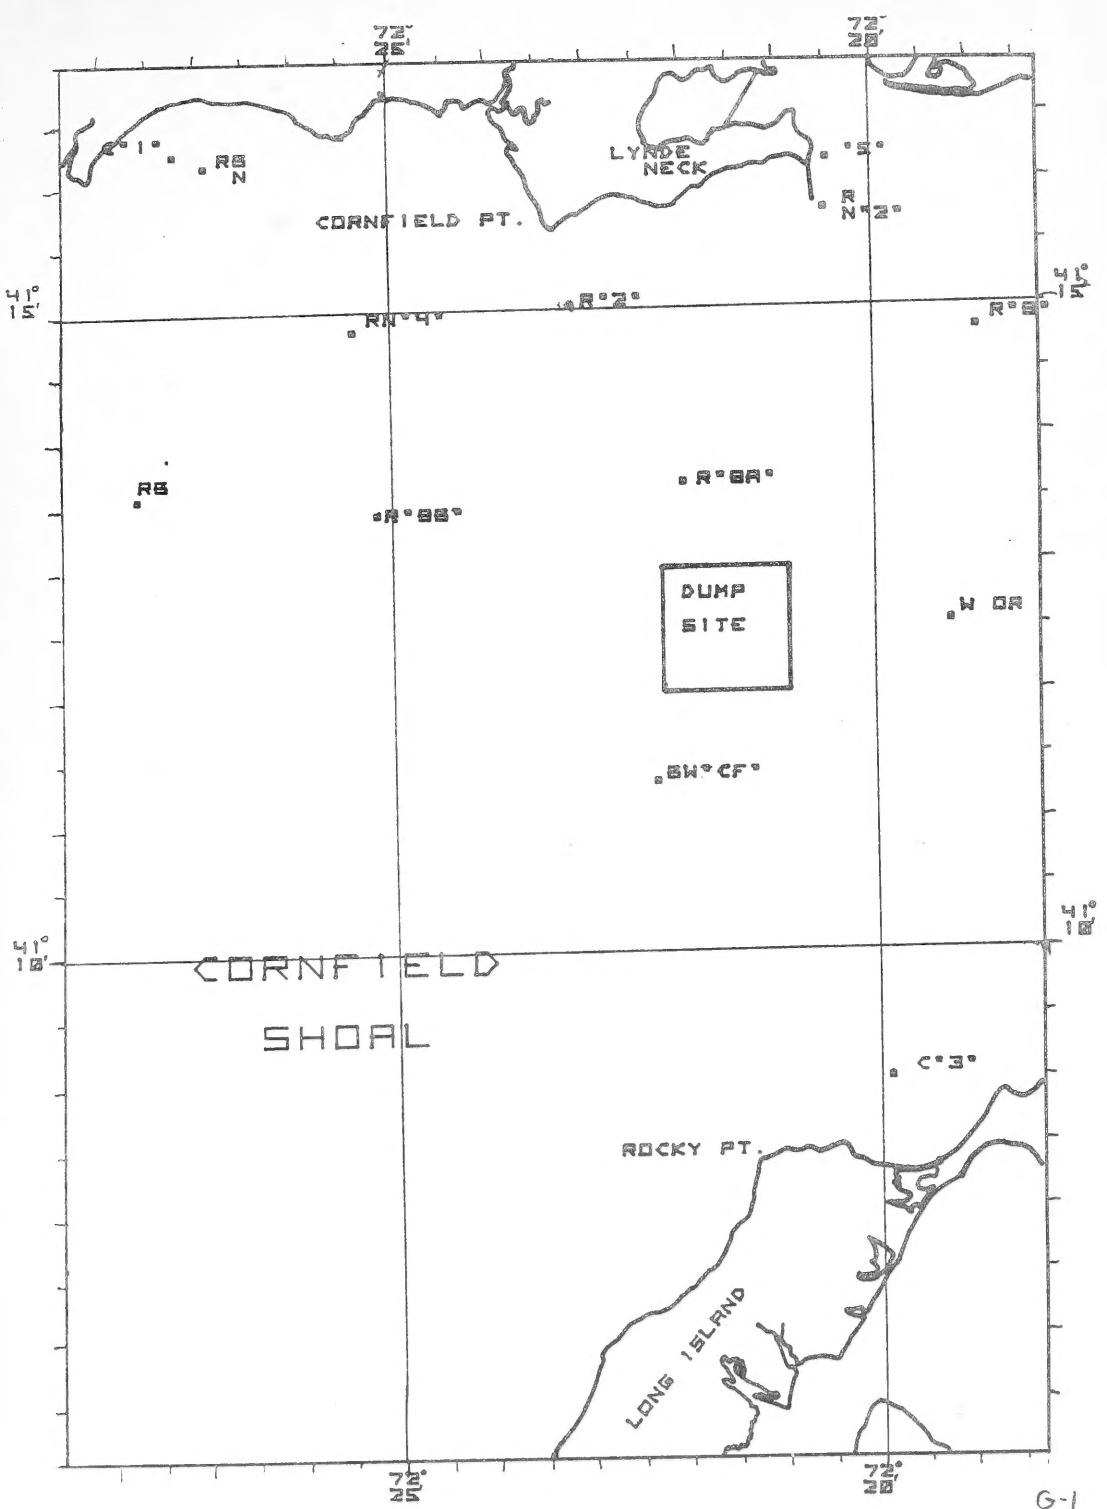 72°
25'
72°
20'
C"1"
RB
N
LYNDE
NECK
"5"
R
N"2"
CORNFIELD PT.
41°
15'
41°
15'
R"2"
RN"4"
R"8"
R"8A"
RB
R"8B"
DUMP
SITE
W OR
BW"CF"
41°
10'
41°
10'
CORNFIELD
SHOAL
C"3"
ROCKY PT.
LONG ISLAND
72°
25'
72°
20'
G-1